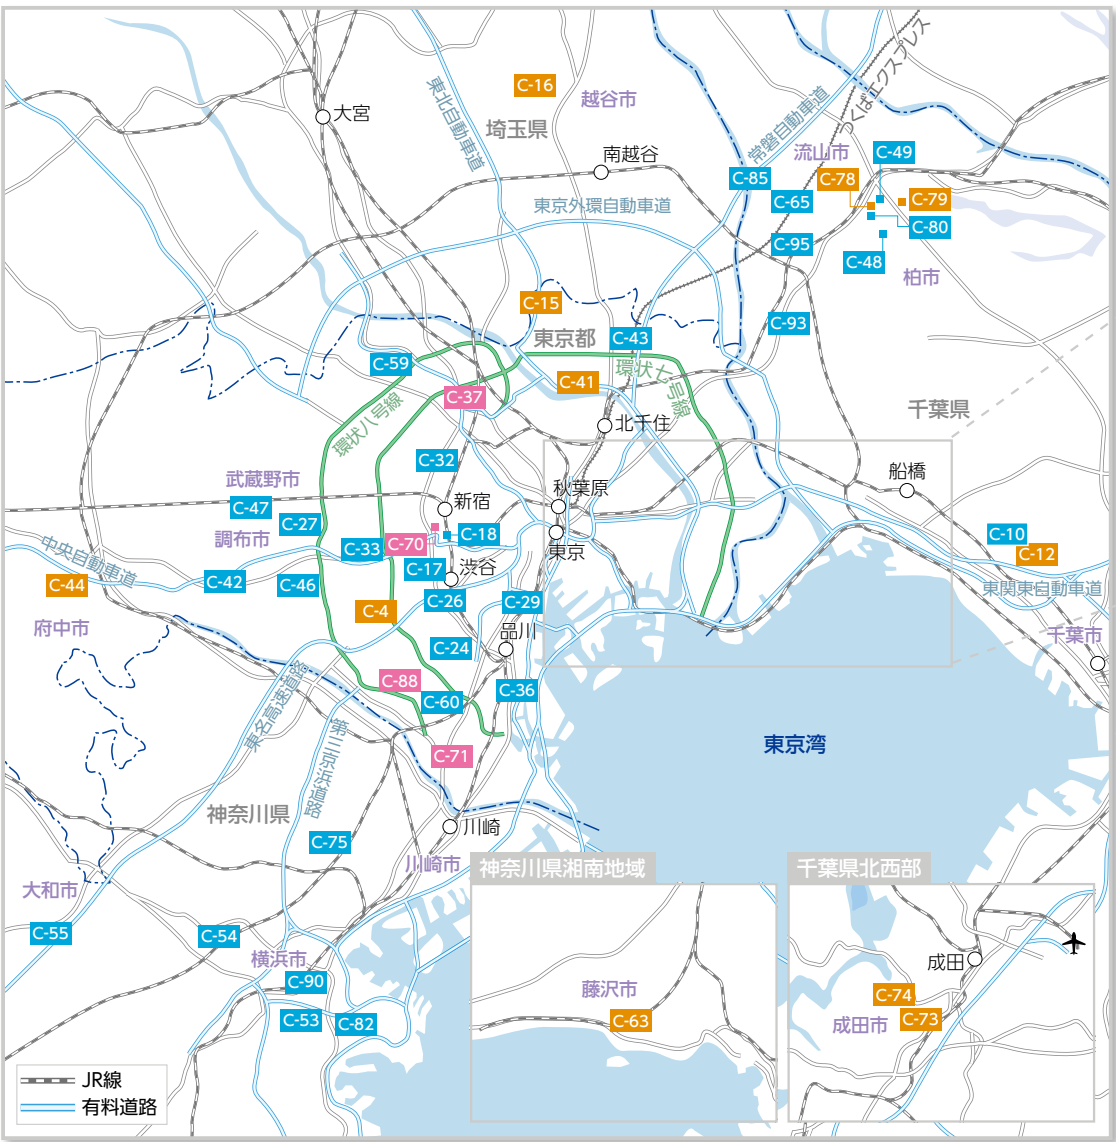 C-16
越谷市
大宮
東北自動車道
埼玉県
つくばエクスプレス
常磐自動車道
南越谷
流山市
C-49
C-85
C-78
C-65
C-79
東京外環自動車道
C-80
C-95
C-48
柏市
C-15
東京都
C-43
C-93
C-59
環状七号線
C-41
C-37
環状八号線
千葉県
北千住
C-32
武蔵野市
船橋
秋葉原
新宿
C-47
C-27
調布市
C-18
C-70
C-33
東京
C-10
C-12
中央自動車道
C-17
渋谷
C-44
C-42
C-46
東関東自動車道
C-26
C-29
C-4
府中市
品川
千葉市
C-24
C-88
C-36
C-60
東名高速道路
第三京浜道路
東京湾
C-71
神奈川県
川崎
C-75
川崎市
神奈川県湘南地域
千葉県北西部
大和市
C-55
C-54
横浜市
成田
C-90
藤沢市
C-74
C-53
C-82
C-63
成田市
C-73
JR線
有料道路